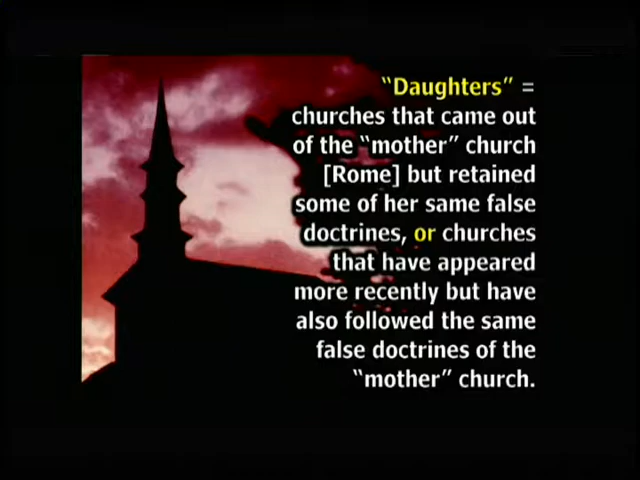 “Daughters” =
churches that came out
of the “mother” church
[Rome] but retained
some of her same false
doctrines, or churches
that have appeared
more recently but have
also followed the same
false doctrines of the
“mother” church.